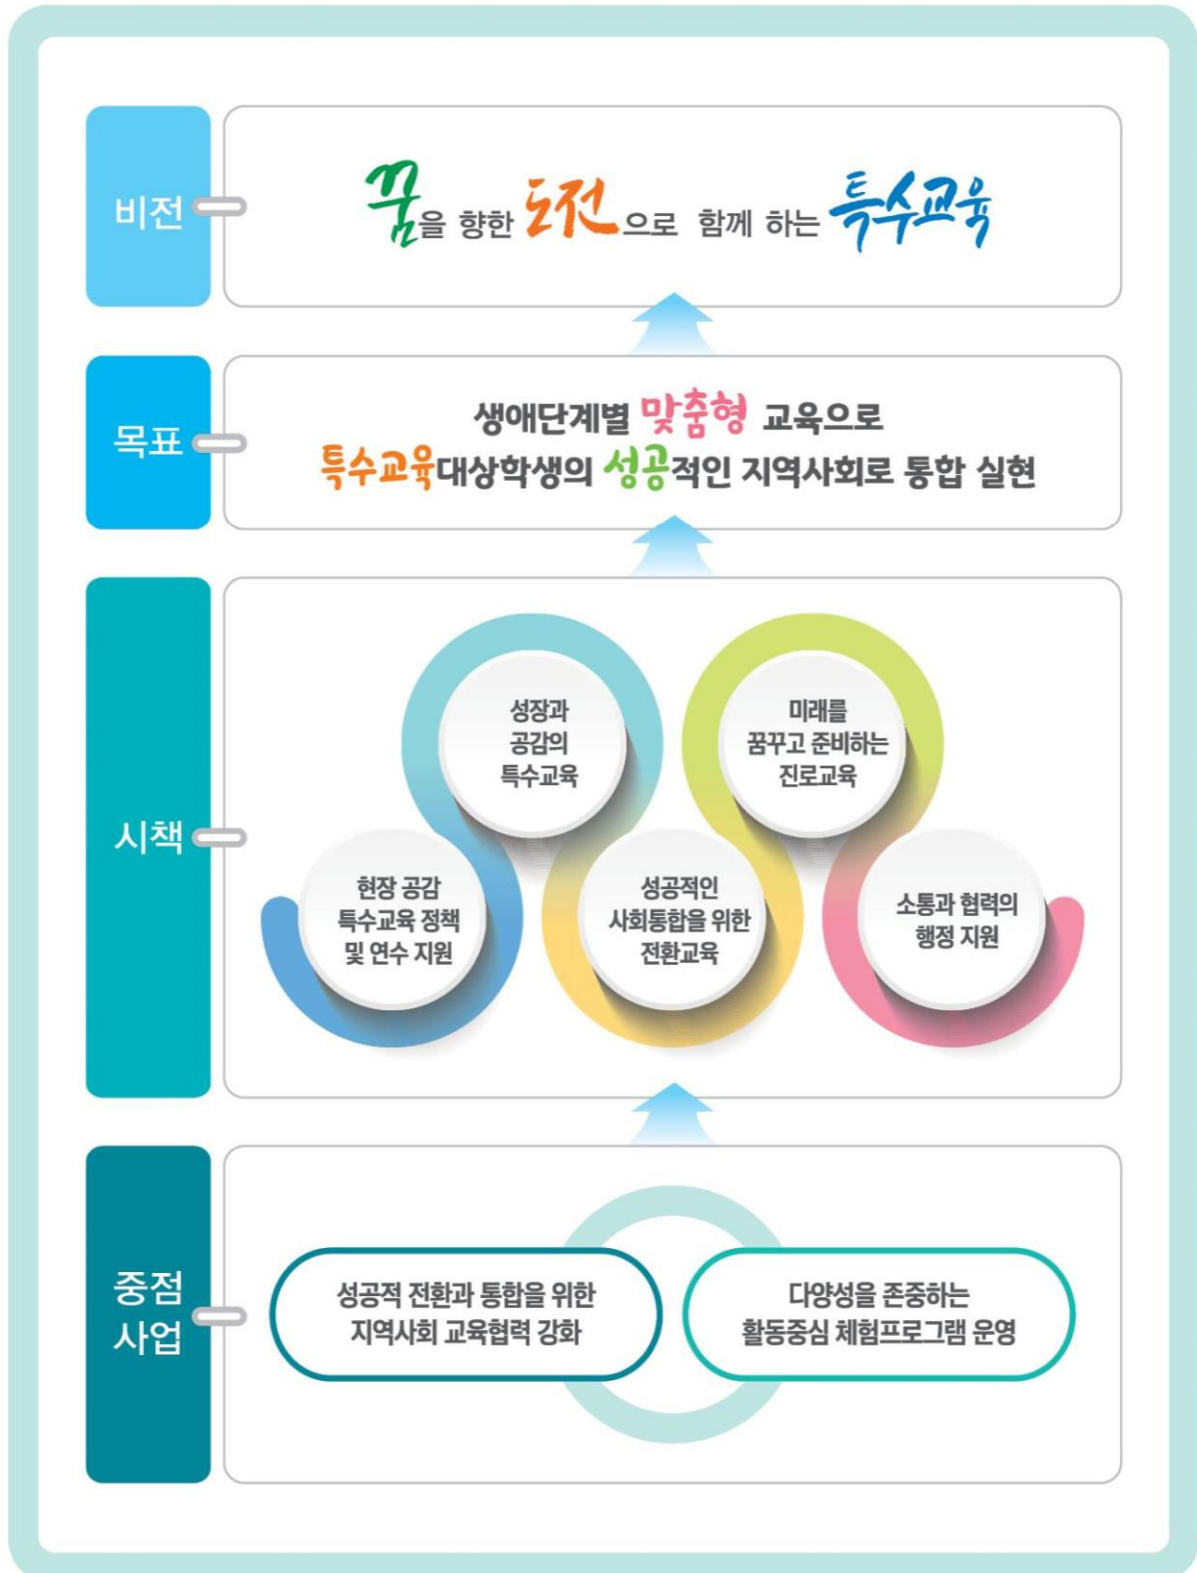 비전
꿈을 향한 도전으로 함께 하는 특수교육
목표
생애단계별 맞춤형 교육으로
특수교육대상학생의 성공적인 지역사회로 통합 실현
시책
성장과
공감의
특수교육
미래를
꿈꾸고 준비하는
진로교육
현장 공감
특수교육 정책
및 연수 지원
성공적인
사회통합을 위한
전환교육
소통과 협력의
행정 지원
중점
사업
성공적 전환과 통합을 위한
지역사회 교육협력 강화
다양성을 존중하는
활동중심 체험프로그램 운영